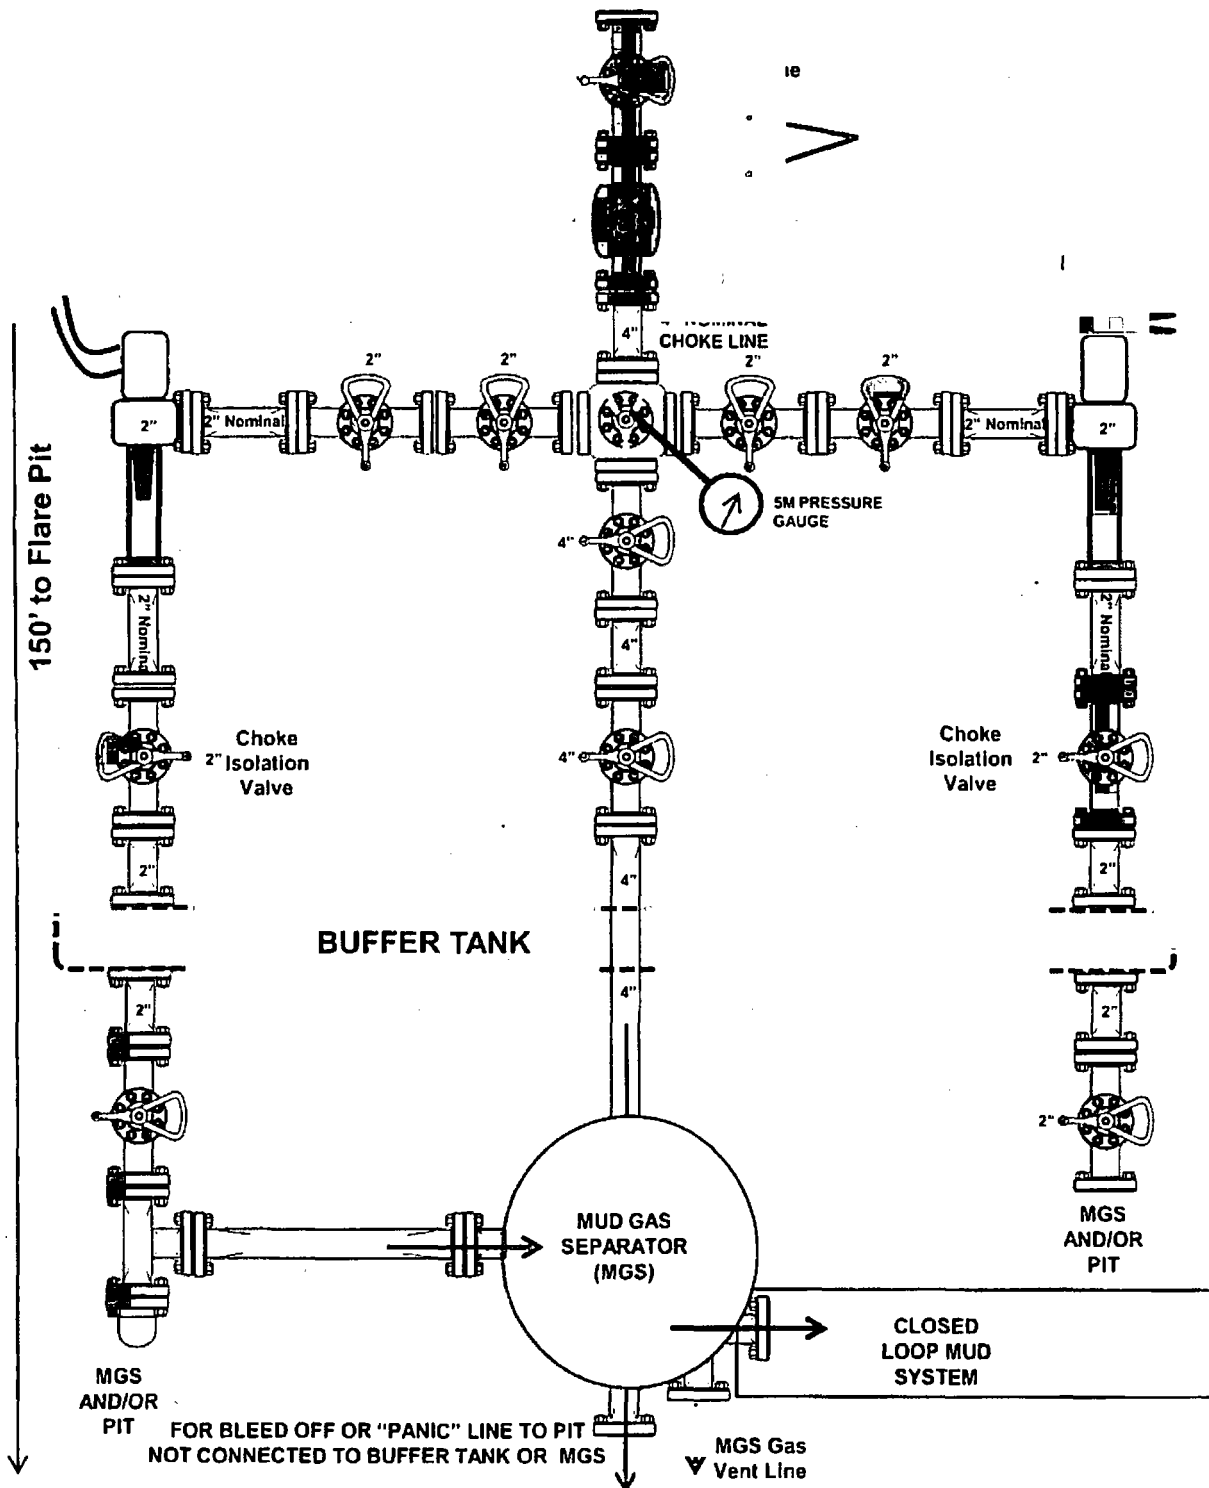 4"
4" NOMINAL
CHOKE LINE
2"
2"
2"
2"
2"
2" Nominal
2" Nominal
2"
5M PRESSURE
GAUGE
150' to Flare Pit
4"
2" Nominal
4"
2" Nominal
Choke
Isolation
Valve
2"
4"
Choke
Isolation
Valve
2"
2"
4"
2"
BUFFER TANK
2"
4"
2"
2"
MUD GAS
SEPARATOR
(MGS)
MGS
AND/OR
PIT
CLOSED
LOOP MUD
SYSTEM
MGS
AND/OR
PIT
FOR BLEED OFF OR "PANIC" LINE TO PIT
NOT CONNECTED TO BUFFER TANK OR MGS
MGS Gas
Vent Line